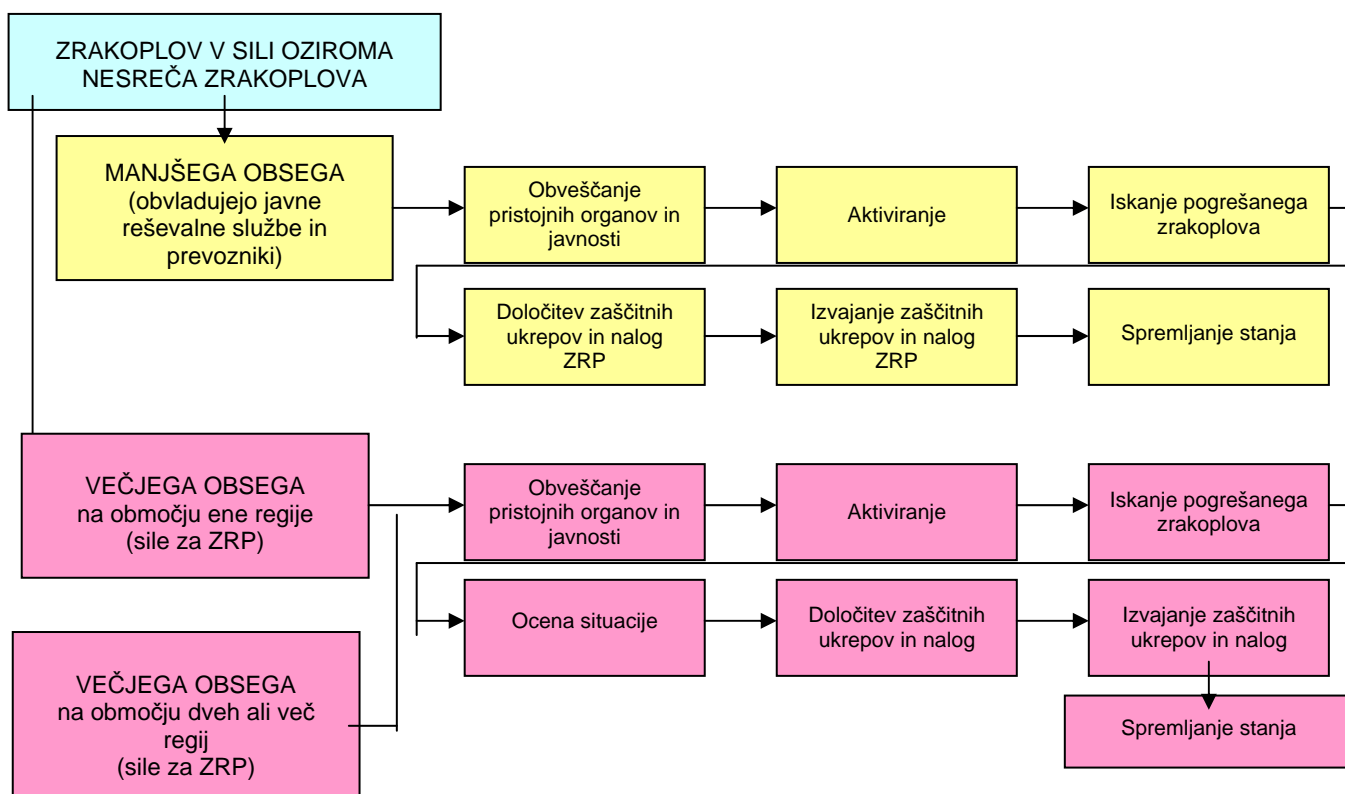 ZRAKOPLOV V SILI OZIROMA
NESREČA ZRAKOPLOVA
MANJŠEGA OBSEGA
(obvladujejo javne
reševalne službe in
prevozniki)
Obveščanje
pristojnih organov in
javnosti
Aktiviranje
Iskanje pogrešanega
zrakoplova
Določitev zaščitnih
ukrepov in nalog
ZRP
Izvajanje zaščitnih
ukrepov in nalog
ZRP
Spremljanje stanja
VEČJEGA OBSEGA
na območju ene regije
(sile za ZRP)
Obveščanje
pristojnih organov in
javnosti
Aktiviranje
Iskanje pogrešanega
zrakoplova
Ocena situacije
Določitev zaščitnih
ukrepov in nalog
Izvajanje zaščitnih
ukrepov in nalog
VEČJEGA OBSEGA
na območju dveh ali več
regij
(sile za ZRP)
Spremljanje stanja